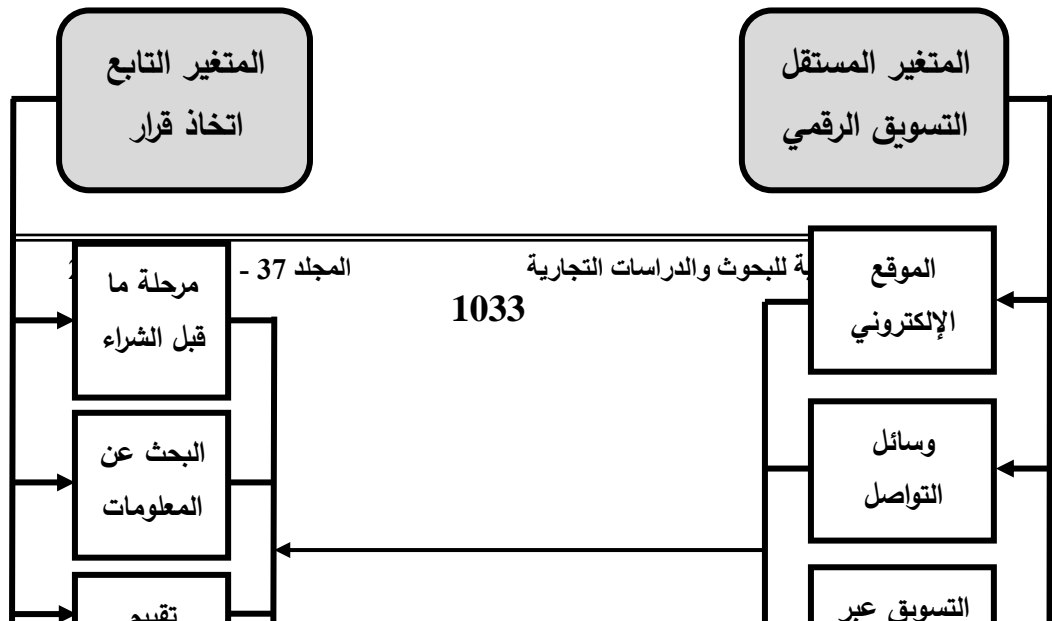 المتغير المستقل
التسويق الرقمي
المتغير التابع
اتخاذ قرار
للبحوث والدراسات التجارية
المجلد 37 -
1033
الموقع
الإلكتروني
وسائل
التواصل
التسويق عبر
مرحلة ما
قبل الشراء
البحث عن
المعلومات
تقييم